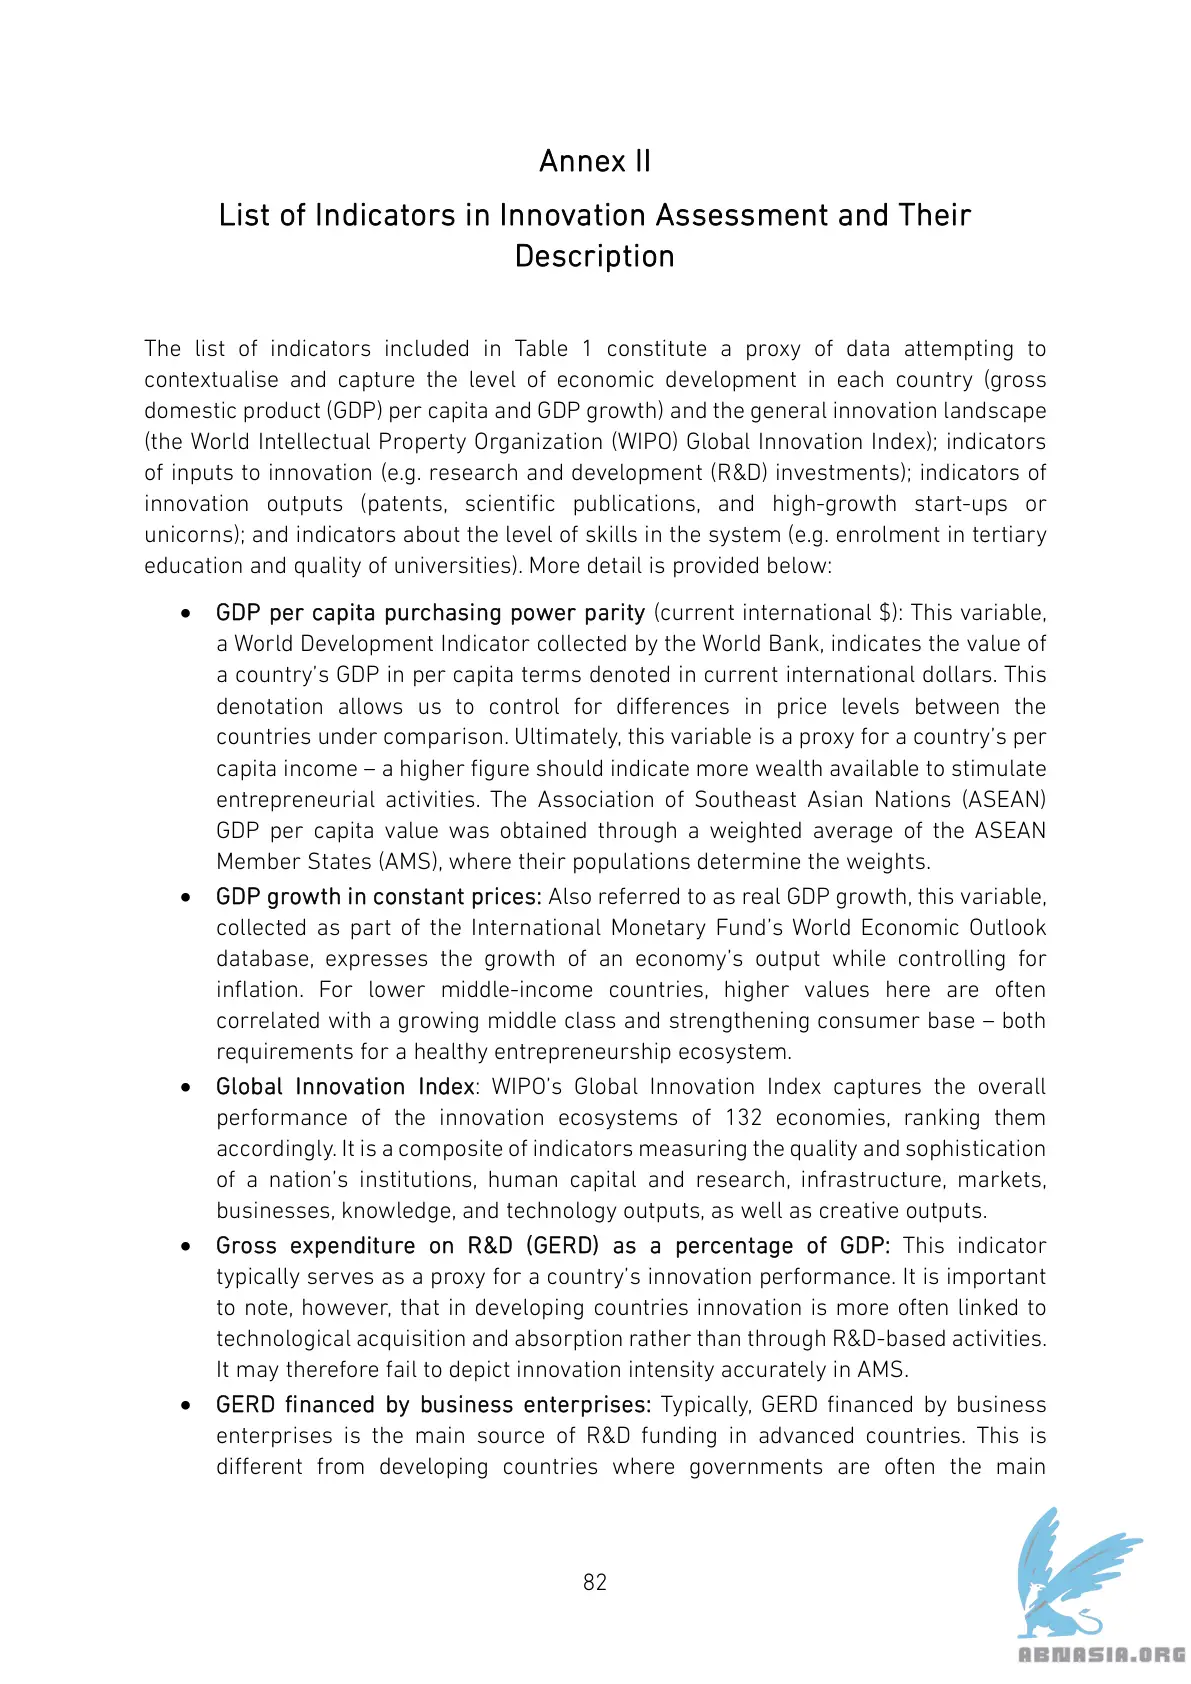 Annex II
List of Indicators in Innovation Assessment and Their
Description
The list of indicators included in Table 1 constitute a proxy of data attempting to
contextualise and capture the level of economic development in each country (gross
domestic product (GDP) per capita and GDP growth) and the general innovation landscape
(the World Intellectual Property Organization (WIPO) Global Innovation Index); indicators
of inputs to innovation (e.g. research and development (R&D) investments); indicators of
innovation outputs (patents, scientific publications, and high-growth start-ups or
unicorns); and indicators about the level of skills in the system (e.g. enrolment in tertiary
education and quality of universities). More detail is provided below:
• GDP per capita purchasing power parity (current international $): This variable,
a World Development Indicator collected by the World Bank, indicates the value of
a country's GDP in per capita terms denoted in current international dollars. This
denotation allows us to control for differences in price levels between the
countries under comparison. Ultimately, this variable is a proxy for a country's per
capita income – a higher figure should indicate more wealth available to stimulate
entrepreneurial activities. The Association of Southeast Asian Nations (ASEAN)
GDP per capita value was obtained through a weighted average of the ASEAN
Member States (AMS), where their populations determine the weights.
• GDP growth in constant prices: Also referred to as real GDP growth, this variable,
collected as part of the International Monetary Fund's World Economic Outlook
database, expresses the growth of an economy's output while controlling for
inflation. For lower middle-income countries, higher values here are often
correlated with a growing middle class and strengthening consumer base – both
requirements for a healthy entrepreneurship ecosystem.
• Global Innovation Index: WIPO's Global Innovation Index captures the overall
performance of the innovation ecosystems of 132 economies, ranking them
accordingly. It is a composite of indicators measuring the quality and sophistication
of a nation's institutions, human capital and research, infrastructure, markets,
businesses, knowledge, and technology outputs, as well as creative outputs.
• Gross expenditure on R&D (GERD) as a percentage of GDP: This indicator
typically serves as a proxy for a country's innovation performance. It is important
to note, however, that in developing countries innovation is more often linked to
technological acquisition and absorption rather than through R&D-based activities.
It may therefore fail to depict innovation intensity accurately in AMS.
• GERD financed by business enterprises: Typically, GERD financed by business
enterprises is the main source of R&D funding in advanced countries. This is
different from developing countries where governments are often the main
82
ABNASIA.ORG